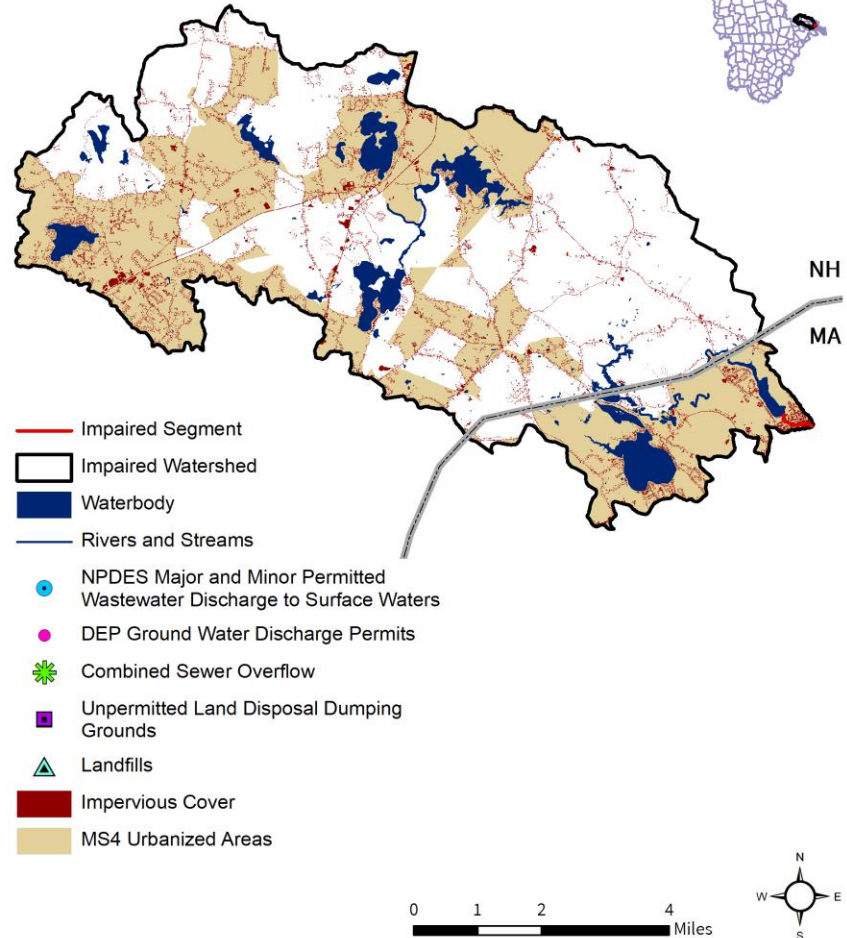 NH
MA
Impaired Segment
Impaired Watershed
Waterbody
Rivers and Streams
NPDES Major and Minor Permitted
Wastewater Discharge to Surface Waters
DEP Ground Water Discharge Permits
Combined Sewer Overflow
Unpermitted Land Disposal Dumping
Grounds
Landfills
Impervious Cover
MS4 Urbanized Areas
N
W E
S
0 1 2 4
Miles